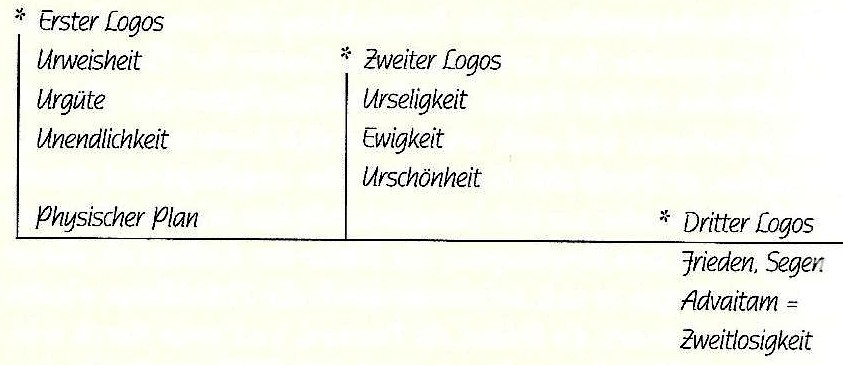 * Erster Logos
Urweisheit
Urgüte
Unendlichkeit
Physischer Plan
* Zweiter Logos
Urseligkeit
Ewigkeit
Urschönheit
* Dritter Logos
Frieden, Segen
Advaitam =
Zweitlosigkeit